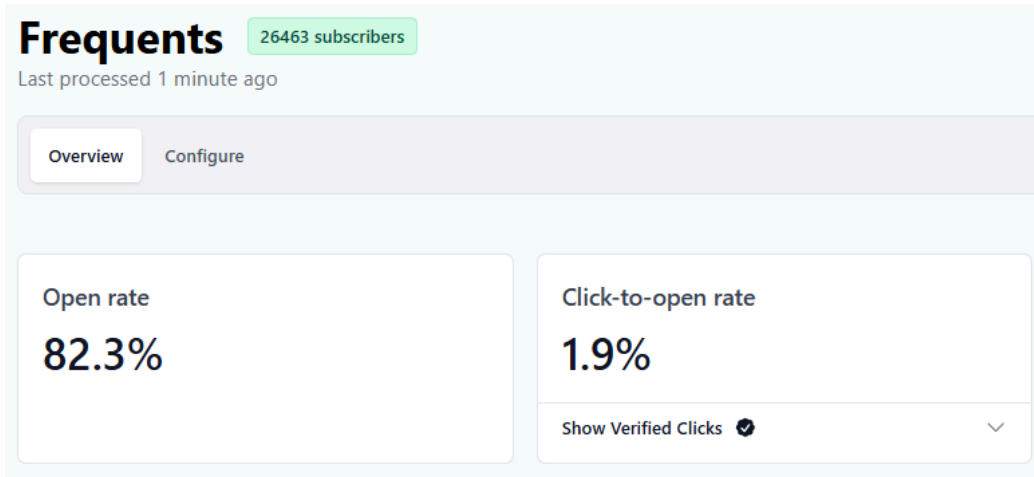 Frequents
26463 subscribers
Last processed 1 minute ago
Overview
Configure
Open rate
82.3%
Click-to-open rate
1.9%
Show Verified Clicks